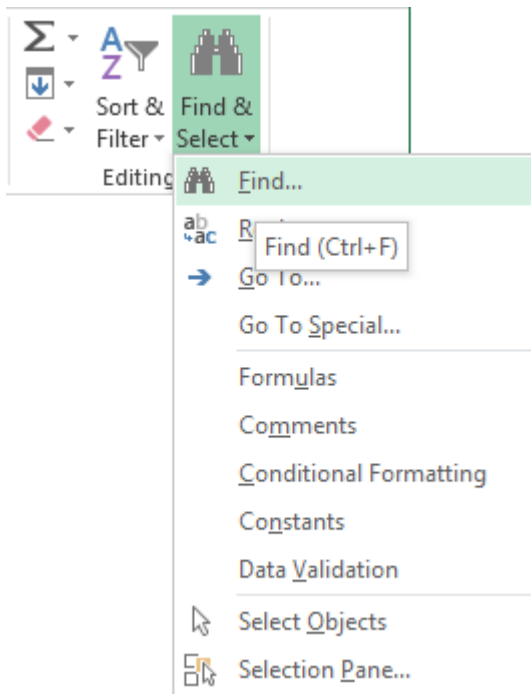 Sort & Find &
Filter Select
Editing
Find...
Find (Ctrl+F)
Go To...
Go To Special...
Formulas
Comments
Conditional Formatting
Constants
Data Validation
Select Objects
Selection Pane...